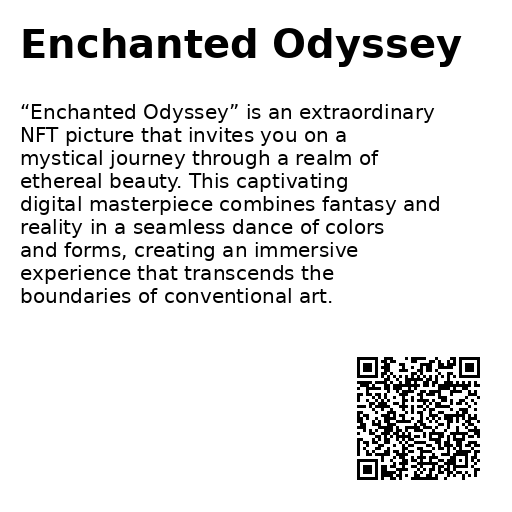 Enchanted Odyssey
“Enchanted Odyssey” is an extraordinary
NFT picture that invites you on a
mystical journey through a realm of
ethereal beauty. This captivating
digital masterpiece combines fantasy and
reality in a seamless dance of colors
and forms, creating an immersive
experience that transcends the
boundaries of conventional art.